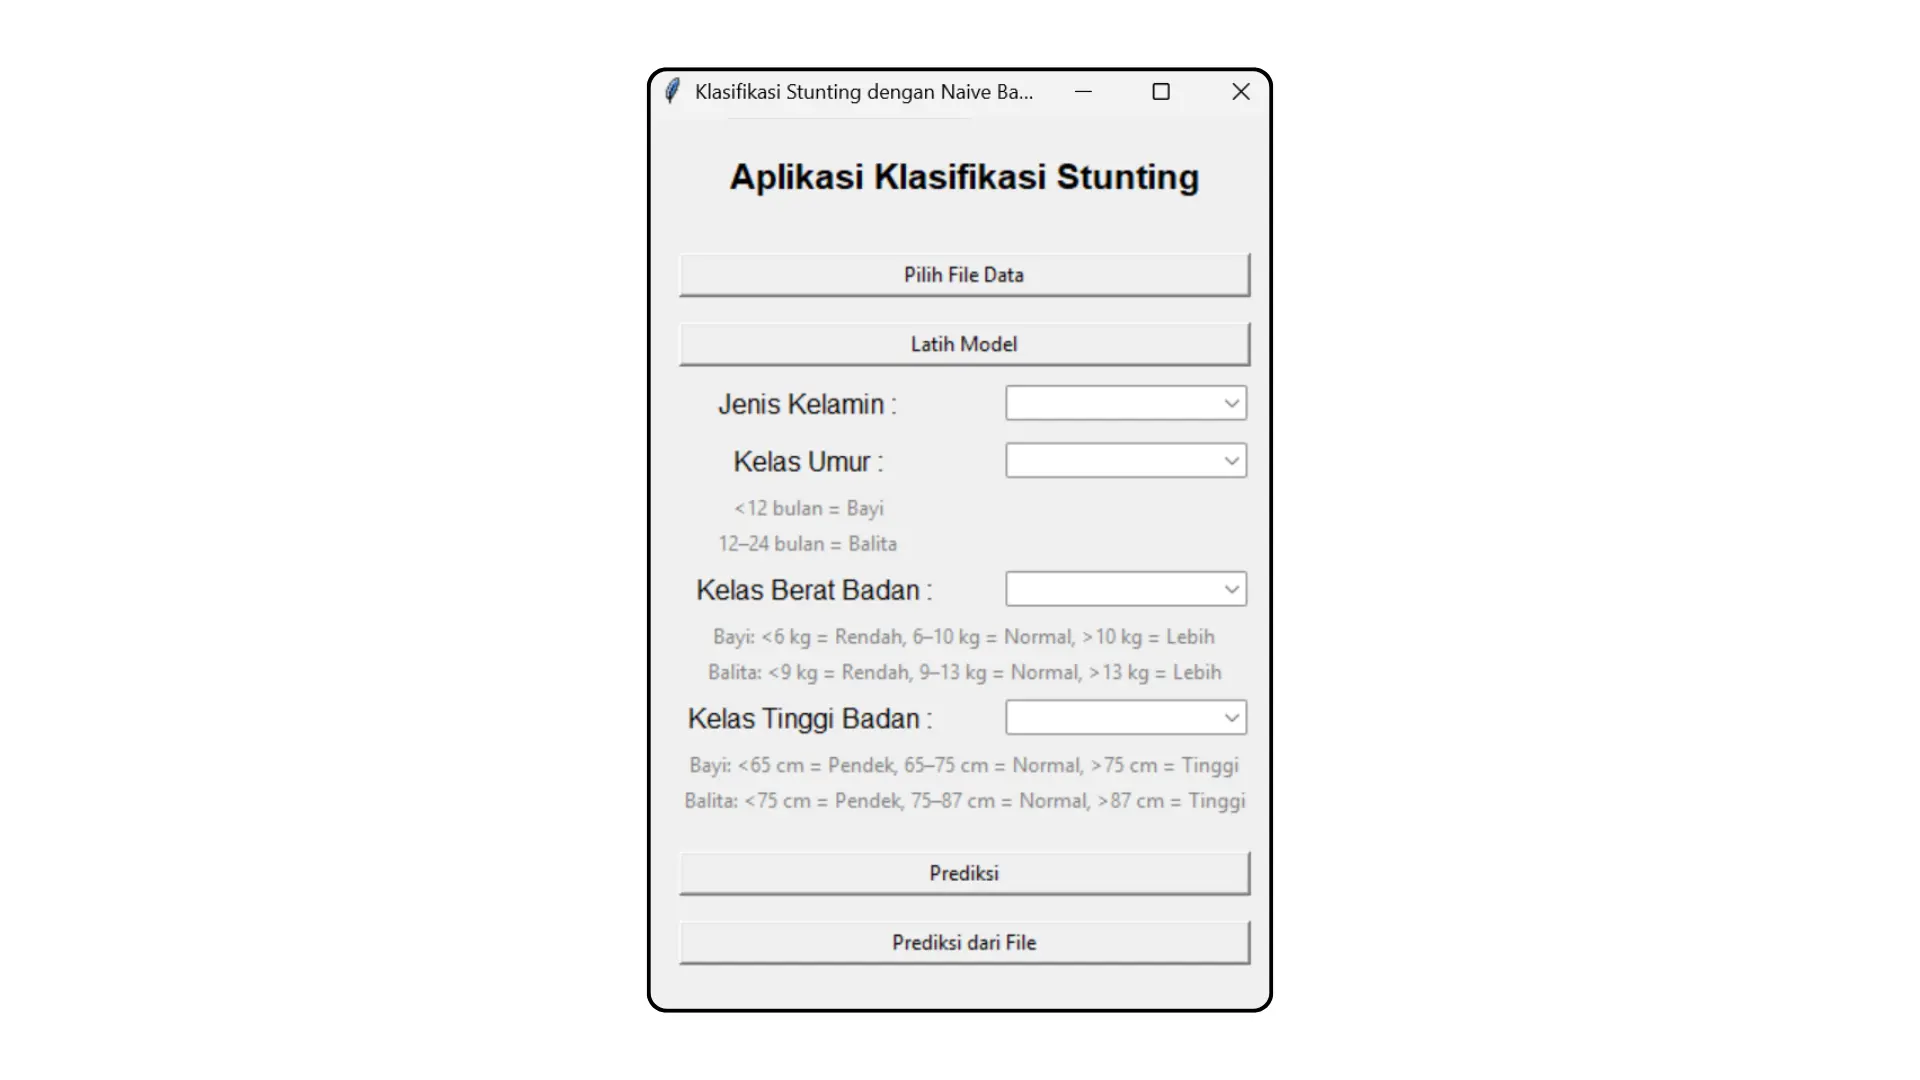 Klasifikasi Stunting dengan Naive Ba...
Aplikasi Klasifikasi Stunting
Pilih File Data
Latih Model
Jenis Kelamin :
Kelas Umur :
<12 bulan = Bayi
12–24 bulan = Balita
Kelas Berat Badan :
Bayi: <6 kg = Rendah, 6–10 kg = Normal, >10 kg = Lebih
Balita: <9 kg = Rendah, 9–13 kg = Normal, >13 kg = Lebih
Kelas Tinggi Badan :
Bayi: <65 cm = Pendek, 65–75 cm = Normal, >75 cm = Tinggi
Balita: <75 cm = Pendek, 75–87 cm = Normal, >87 cm = Tinggi
Prediksi
Prediksi dari File